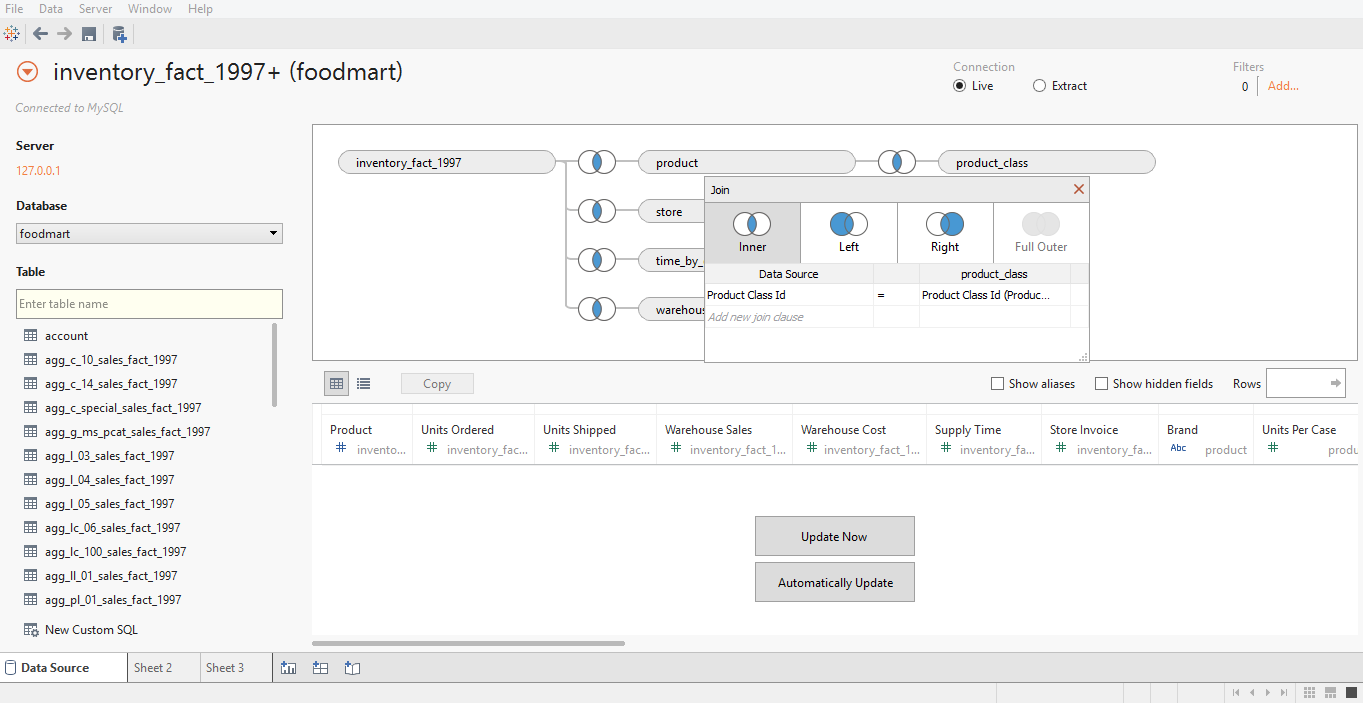 File Data Server Window Help
inventory_fact_1997+ (foodmart)
Connected to MySQL
Connection
Live Extract
Filters
0 Add...
Server
127.0.0.1
Database
foodmart
Table
Enter table name
account
agg_c_10_sales_fact_1997
agg_c_14_sales_fact_1997
agg_c_special_sales_fact_1997
agg_g_ms_pcat_sales_fact_1997
agg_l_03_sales_fact_1997
agg_l_04_sales_fact_1997
agg_l_05_sales_fact_1997
agg_lc_06_sales_fact_1997
agg_lc_100_sales_fact_1997
agg_ll_01_sales_fact_1997
agg_pl_01_sales_fact_1997
New Custom SQL
inventory_fact_1997 product product_class
store
time_by_
warehous
Join
Inner Left Right Full Outer
Data Source product_class
Product Class Id = Product Class Id (Produc...
Add new join clause
Copy Show aliases Show hidden fields Rows
Product Units Ordered Units Shipped Warehouse Sales Warehouse Cost Supply Time Store Invoice Brand Units Per Case
# invento... # inventory_fac... # inventory_fac... # inventory_fact_1... # inventory_fact_1... # inventory_fa... # inventory_fa... Abc product # produ
Update Now
Automatically Update
Data Source Sheet 2 Sheet 3